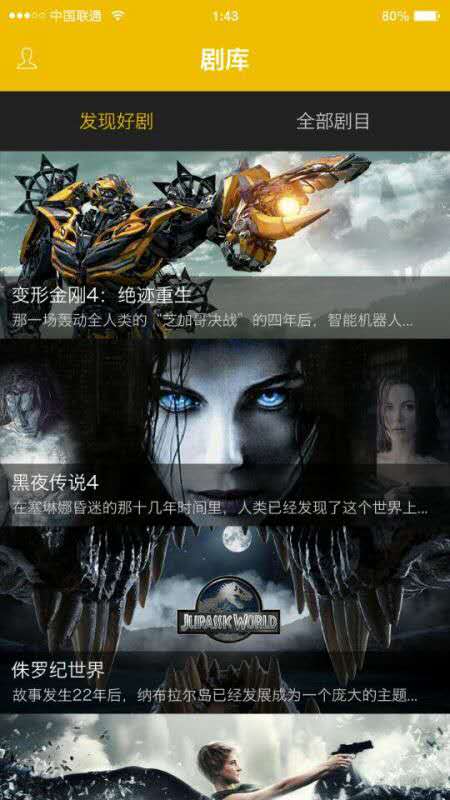 中国联通
1:43
80%
剧库
发现好剧
全部剧目
变形金刚4：绝迹重生
那一场轰动全人类的“芝加哥决战”的四年后，智能机器人...
黑夜传说4
在塞琳娜昏迷的那十几年时间里，人类已经发现了这个世界上...
JURASSIC WORLD
侏罗纪世界
故事发生22年后，纳布拉尔岛已经发展成为一个庞大的主题...